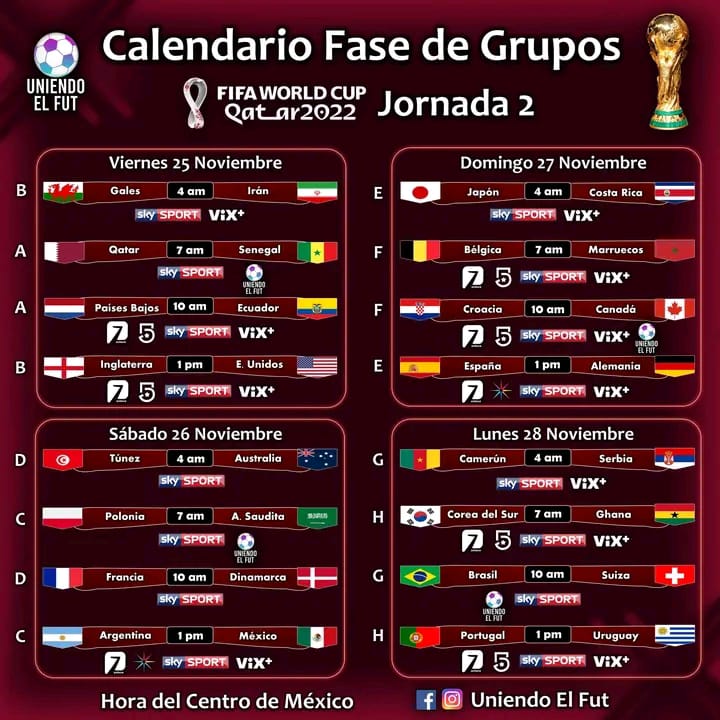 Calendario Fase de Grupos
UNIENDO
EL FUT
FIFA WORLD CUP
Qatar2022
Jornada 2
Viernes 25 Noviembre
B Gales 4 am Irán
sky SPORT ViX+
A Qatar 7 am Senegal
sky SPORT UNIENDO EL FUT
A Paises Bajos 10 am Ecuador
7 5 sky SPORT ViX+
B Inglaterra 1 pm E. Unidos
7 5 sky SPORT ViX+
Domingo 27 Noviembre
E Japón 4 am Costa Rica
sky SPORT ViX+
F Bélgica 7 am Marruecos
7 5 sky SPORT ViX+
F Croacia 10 am Canadá
7 5 sky SPORT ViX+ UNIENDO EL FUT
E España 1 pm Alemania
7 sky SPORT ViX+
Sábado 26 Noviembre
D Túnez 4 am Australia
sky SPORT
C Polonia 7 am A. Saudita
sky SPORT UNIENDO EL FUT
D Francia 10 am Dinamarca
sky SPORT
C Argentina 1 pm México
7 sky SPORT ViX+
Lunes 28 Noviembre
G Camerún 4 am Serbia
sky SPORT ViX+
H Corea del Sur 7 am Ghana
7 5 sky SPORT ViX+
G Brasil 10 am Suiza
UNIENDO EL FUT sky SPORT
H Portugal 1 pm Uruguay
7 5 sky SPORT ViX+
Hora del Centro de México
Uniendo El Fut